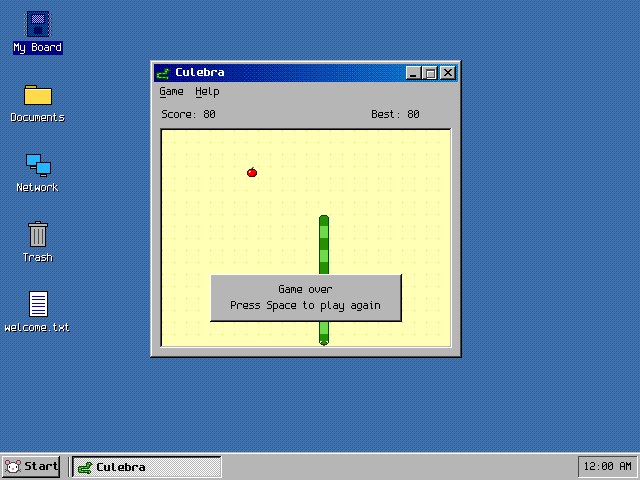 My Board
Documents
Network
Trash
welcome.txt
Culebra
Game Help
Score: 80 Best: 80
Game over
Press Space to play again
Start Culebra 12:00 AM